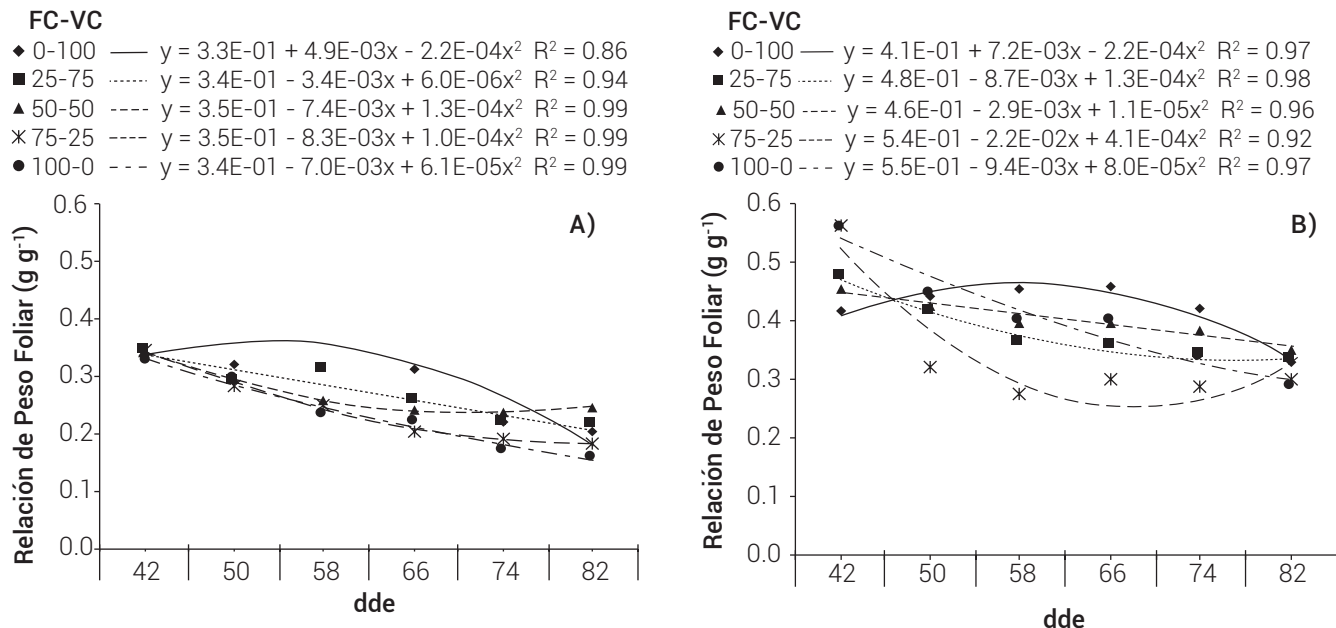 FC-VC
0-100 y = 3.3E-01 + 4.9E-03x - 2.2E-04x² R² = 0.86
25-75 y = 3.4E-01 - 3.4E-03x + 6.0E-06x² R² = 0.94
50-50 y = 3.5E-01 - 7.4E-03x + 1.3E-04x² R² = 0.99
75-25 y = 3.5E-01 - 8.3E-03x + 1.0E-04x² R² = 0.99
100-0 y = 3.4E-01 - 7.0E-03x + 6.1E-05x² R² = 0.99
A)
Relación de Peso Foliar (g g⁻¹)
0.6
0.5
0.4
0.3
0.2
0.1
0.0
42 50 58 66 74 82
dde
FC-VC
0-100 y = 4.1E-01 + 7.2E-03x - 2.2E-04x² R² = 0.97
25-75 y = 4.8E-01 - 8.7E-03x + 1.3E-04x² R² = 0.98
50-50 y = 4.6E-01 - 2.9E-03x + 1.1E-05x² R² = 0.96
75-25 y = 5.4E-01 - 2.2E-02x + 4.1E-04x² R² = 0.92
100-0 y = 5.5E-01 - 9.4E-03x + 8.0E-05x² R² = 0.97
B)
Relación de Peso Foliar (g g⁻¹)
0.6
0.5
0.4
0.3
0.2
0.1
0.0
42 50 58 66 74 82
dde